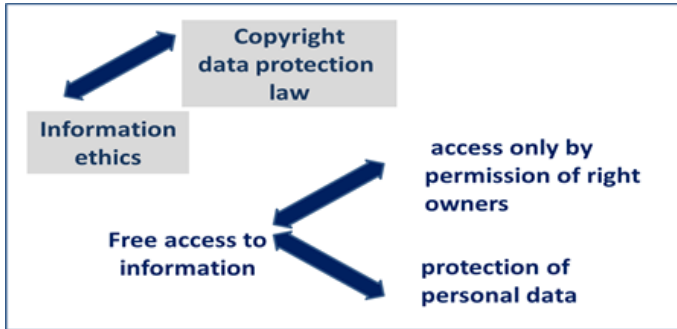 Copyright
data protection
law
Information
ethics
access only by
permission of right
owners
Free access to
information
protection of
personal data